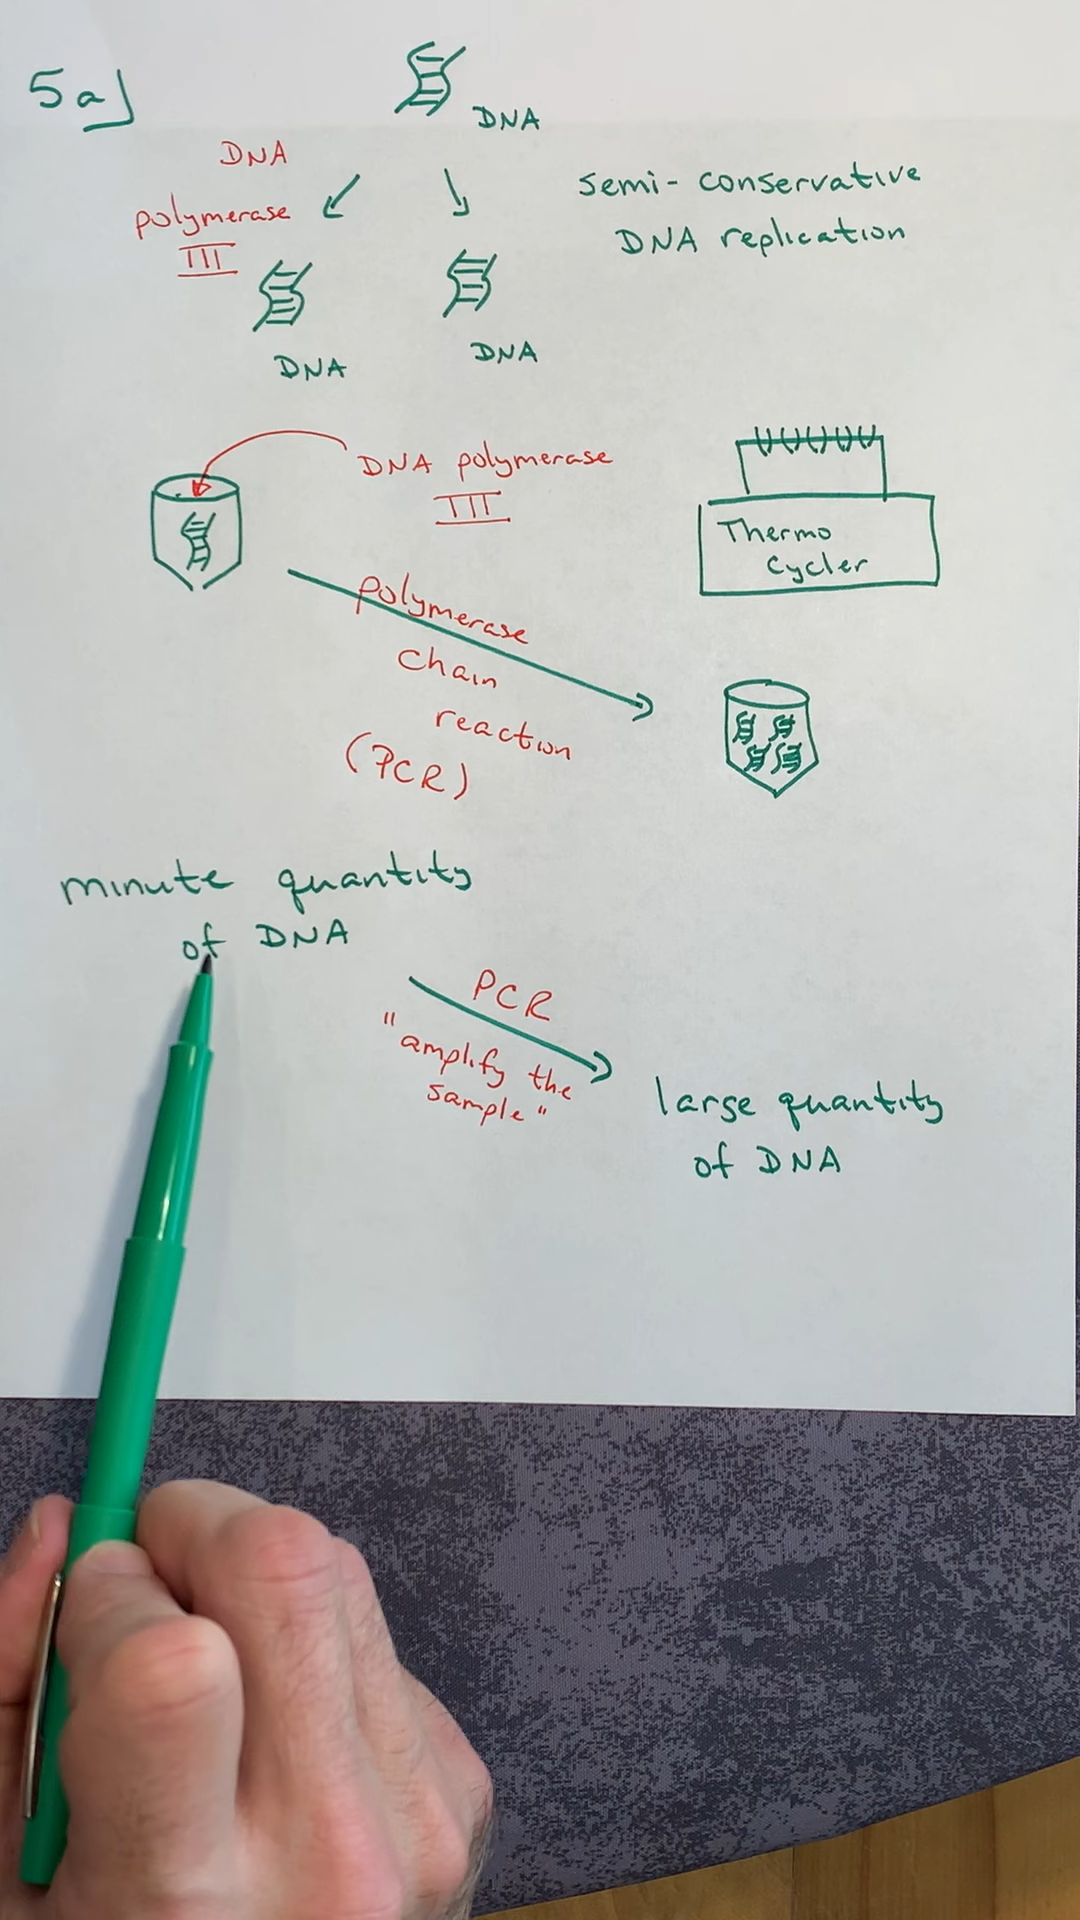 5a)
DNA
DNA
polymerase
III
semi-conservative
DNA replication
DNA
DNA
DNA polymerase
III
Thermo
Cycler
polymerase
chain
reaction
(PCR)
minute quantity
of DNA
PCR
"amplify the
sample"
large quantity
of DNA